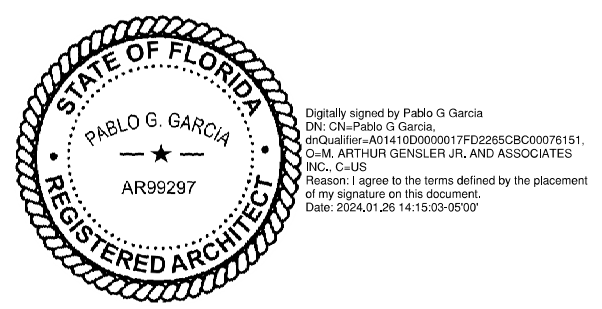 STATE OF FLORIDA
PABLO G. GARCIA
AR99297
REGISTERED ARCHITECT
Digitally signed by Pablo G Garcia
DN: CN=Pablo G Garcia,
dnQualifier=A01410D0000017FD2265CBC00076151,
O=M. ARTHUR GENSLER JR. AND ASSOCIATES
INC., C=US
Reason: I agree to the terms defined by the placement
of my signature on this document.
Date: 2024.01.26 14:15:03-05'00'